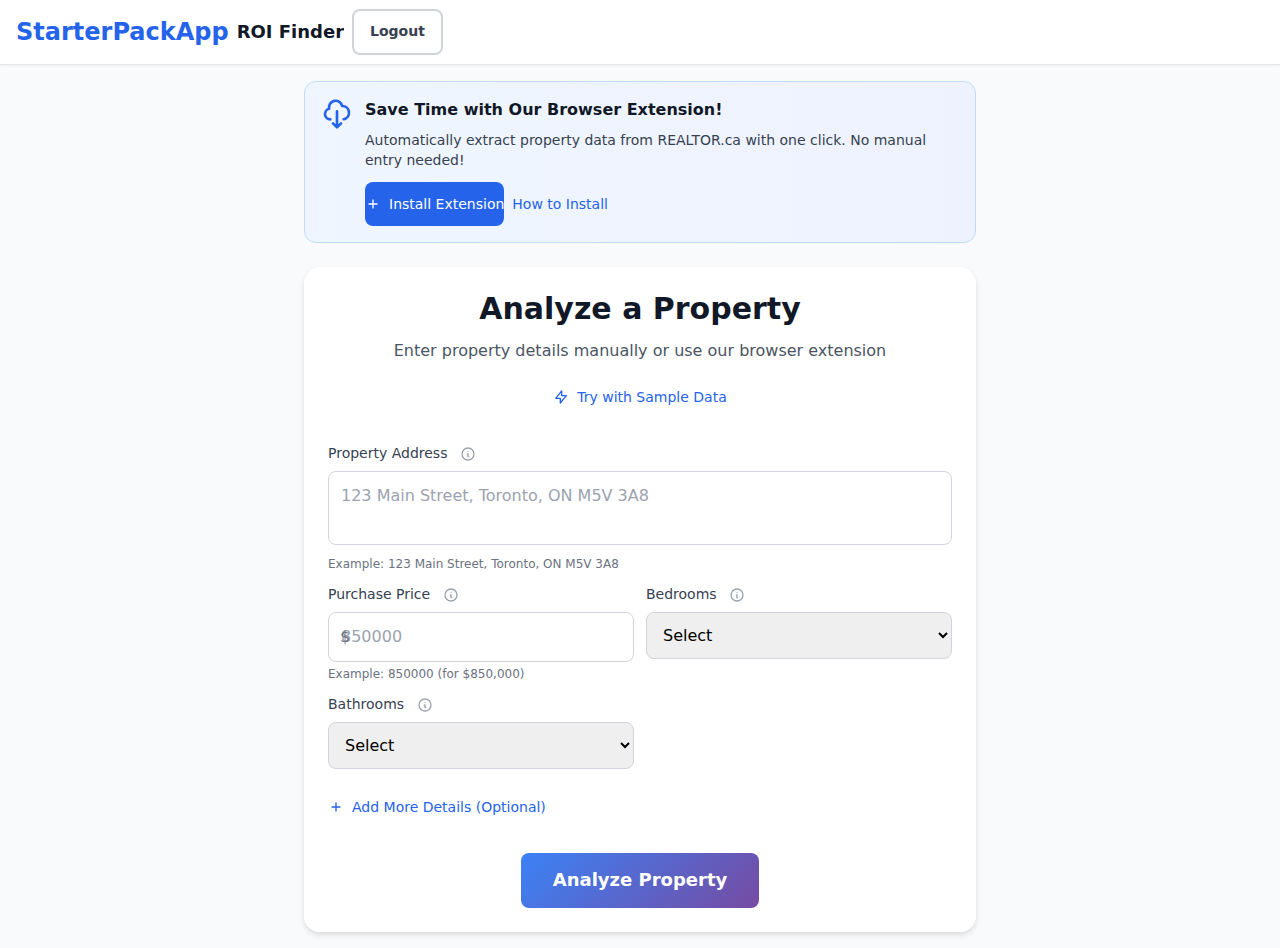 StarterPackApp ROI Finder Logout
Save Time with Our Browser Extension!
Automatically extract property data from REALTOR.ca with one click. No manual
entry needed!
Install Extension How to Install
Analyze a Property
Enter property details manually or use our browser extension
Try with Sample Data
Property Address
123 Main Street, Toronto, ON M5V 3A8
Example: 123 Main Street, Toronto, ON M5V 3A8
Purchase Price Bedrooms
$ 850000 Select
Example: 850000 (for $850,000)
Bathrooms
Select
Add More Details (Optional)
Analyze Property